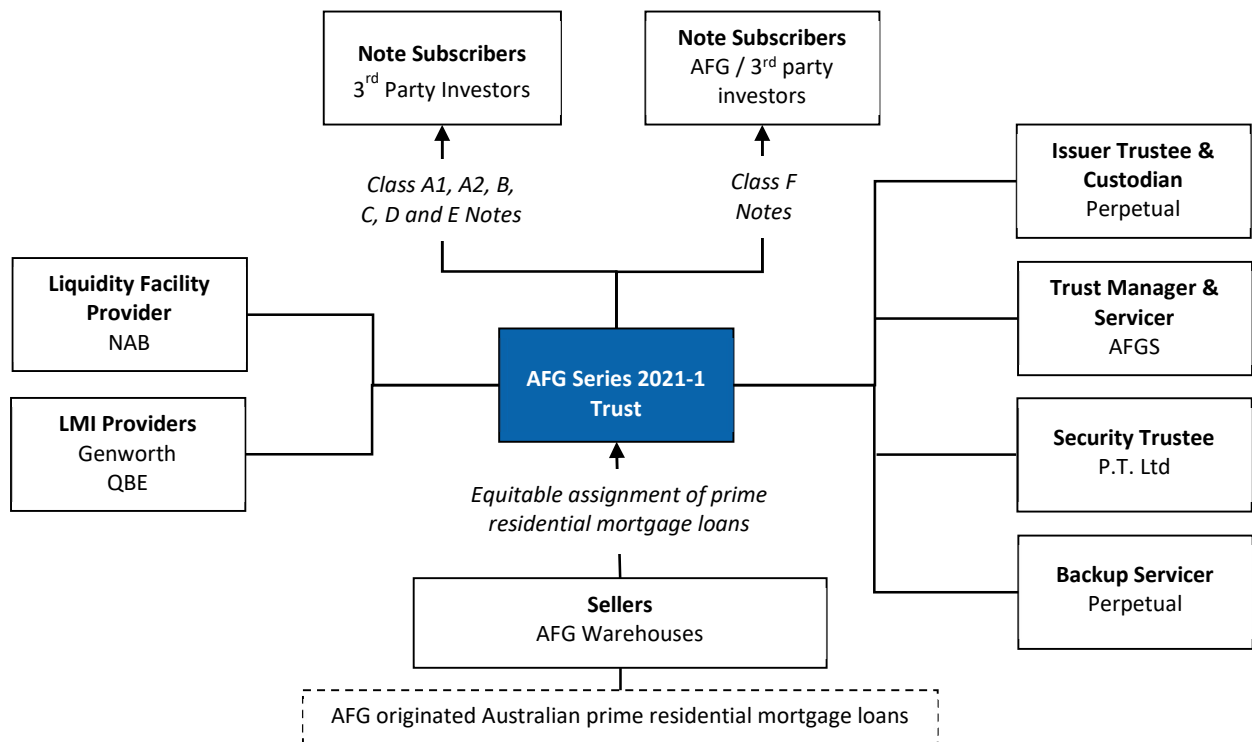 Note Subscribers
3rd Party Investors
Note Subscribers
AFG / 3rd party
investors
Class A1, A2, B,
C, D and E Notes
Class F
Notes
Liquidity Facility
Provider
NAB
LMI Providers
Genworth
QBE
AFG Series 2021-1
Trust
Issuer Trustee &
Custodian
Perpetual
Trust Manager &
Servicer
AFGS
Security Trustee
P.T. Ltd
Backup Servicer
Perpetual
Equitable assignment of prime
residential mortgage loans
Sellers
AFG Warehouses
AFG originated Australian prime residential mortgage loans